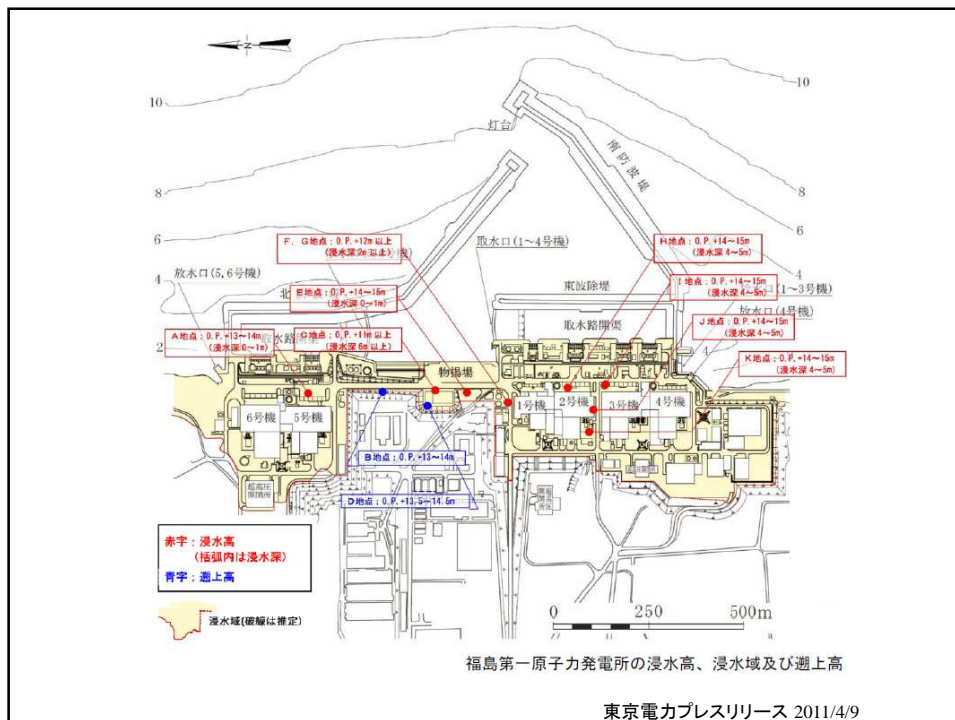 N
10
10
灯台
南防波堤
8
8
6
6
F，G地点：O.P.+12m以上
(浸水深2m以上)
取水口(1～4号機)
H地点：O.P.+14～15m
(浸水深4～5m)
4
4
放水口(5,6号機)
E地点：O.P.+14～15m
(浸水深0～1m)
東波除堤
I地点：O.P.+14～15m
(浸水深4～5m)
(1～3号機)
放水口(4号機)
取水路開渠
A地点：O.P.+13～14m
(浸水深0～1m)
C地点：O.P.+11m以上
(浸水深6m以上)
取水路開渠
J地点：O.P.+14～15m
(浸水深4～5m)
2
4
物揚場
K地点：O.P.+14～15m
(浸水深4～5m)
6号機
5号機
1号機
2号機
3号機
4号機
B地点：O.P.+13～14m
超高圧
開閉所
D地点：O.P.+13.5～14.5m
赤字：浸水高
(括弧内は浸水深)
青字：遡上高
浸水域(破線は推定)
0 250 500m
福島第一原子力発電所の浸水高、浸水域及び遡上高
東京電力プレスリリース 2011/4/9